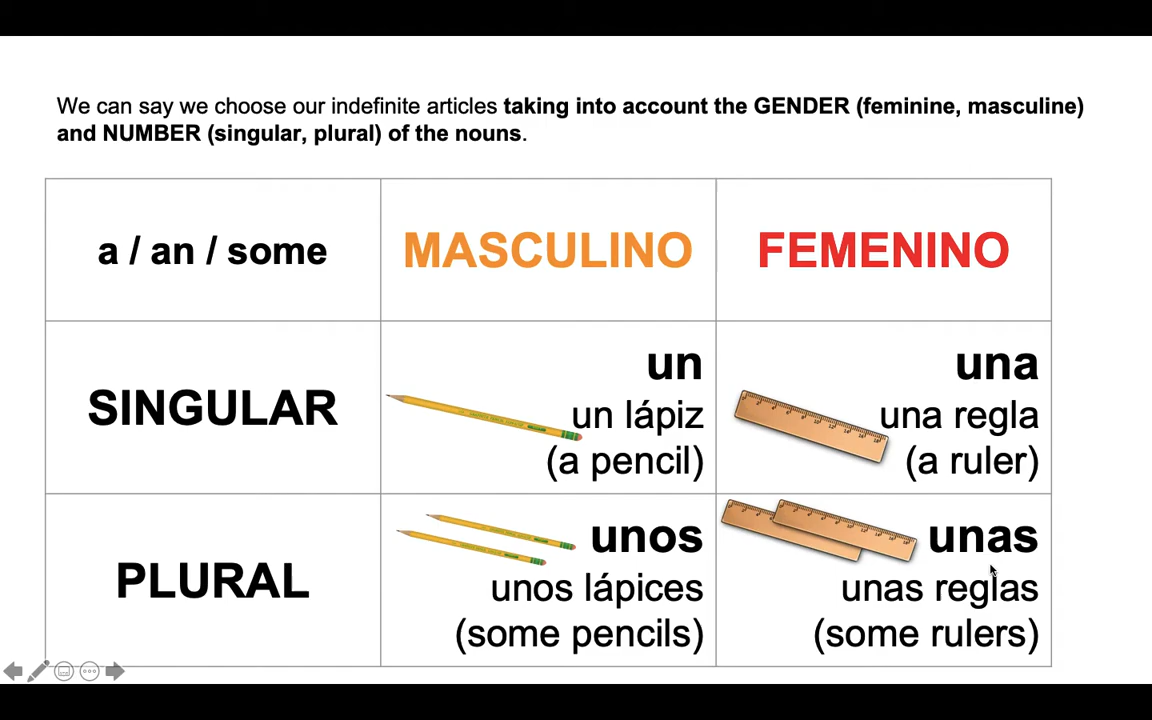 We can say we choose our indefinite articles taking into account the GENDER (feminine, masculine)
and NUMBER (singular, plural) of the nouns.
a / an / some
MASCULINO
FEMENINO
SINGULAR
un
un lápiz
(a pencil)
una
una regla
(a ruler)
PLURAL
unos
unos lápices
(some pencils)
unas
unas reglas
(some rulers)